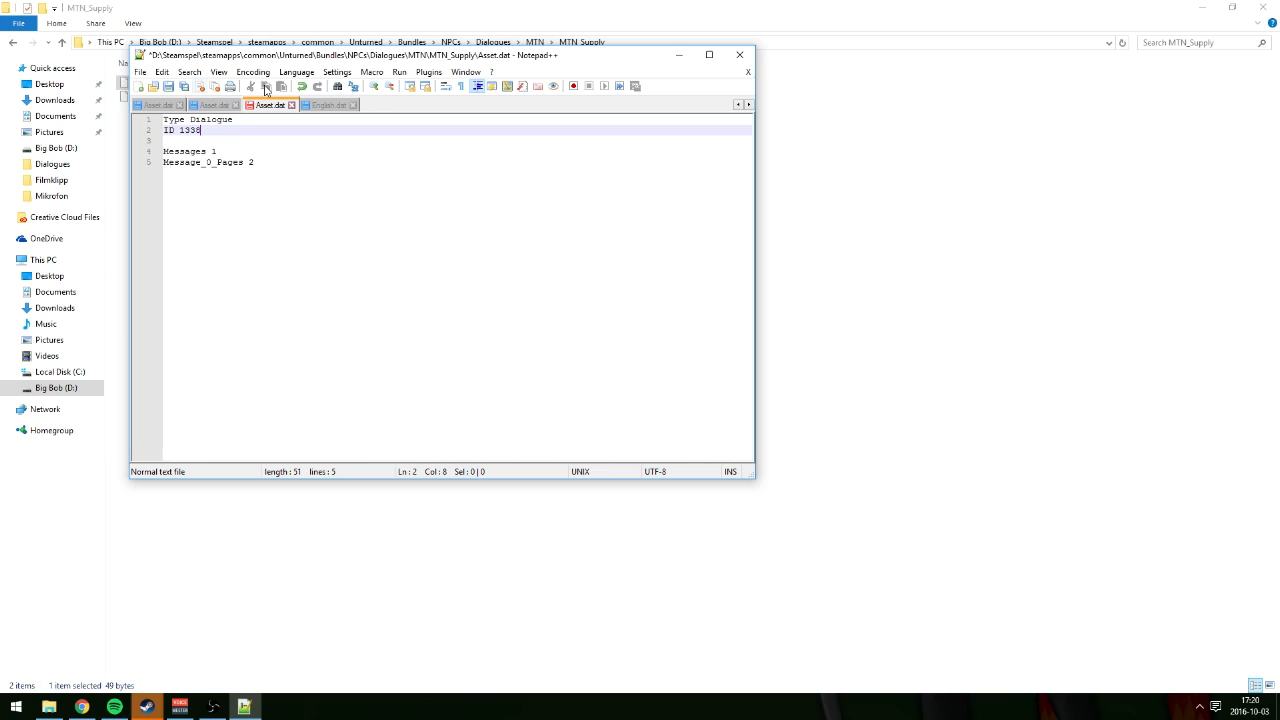 MTN_Supply
File Home Share View
This PC › Big Bob (D:) › Steamspel › steamapps › common › Unturned › Bundles › NPCs › Dialogues › MTN › MTN_Supply
Search MTN_Supply
*D:\Steamspel\steamapps\common\Unturned\Bundles\NPCs\Dialogues\MTN\MTN_Supply\Asset.dat - Notepad++
File Edit Search View Encoding Language Settings Macro Run Plugins Window ? X
Asset.dat Asset.dat Asset.dat English.dat
1 Type Dialogue
2 ID 1338
3
4 Messages 1
5 Message_0_Pages 2
Normal text file length : 51 lines : 5 Ln : 2 Col : 8 Sel : 0 | 0 UNIX UTF-8 INS
Quick access
Desktop
Downloads
Documents
Pictures
Big Bob (D:)
Dialogues
Filmklipp
Mikrofon
Creative Cloud Files
OneDrive
This PC
Desktop
Documents
Downloads
Music
Pictures
Videos
Local Disk (C:)
Big Bob (D:)
Network
Homegroup
2 items 1 item selected 49 bytes
VOICE
17:20
2016-10-03